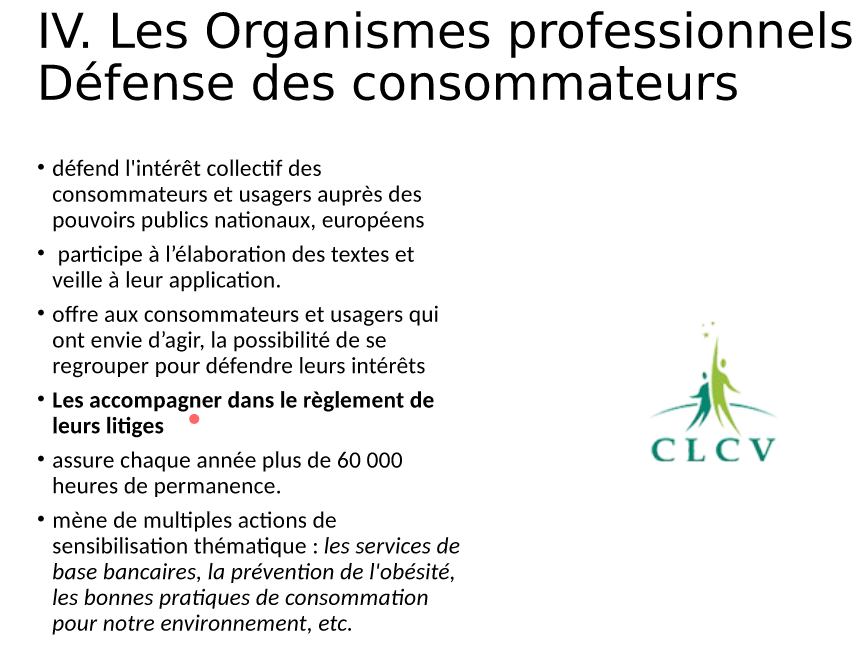 IV. Les Organismes professionnels
Défense des consommateurs
• défend l'intérêt collectif des
consommateurs et usagers auprès des
pouvoirs publics nationaux, européens
• participe à l’élaboration des textes et
veille à leur application.
• offre aux consommateurs et usagers qui
ont envie d’agir, la possibilité de se
regrouper pour défendre leurs intérêts
• Les accompagner dans le règlement de
leurs litiges
• assure chaque année plus de 60 000
heures de permanence.
• mène de multiples actions de
sensibilisation thématique : les services de
base bancaires, la prévention de l'obésité,
les bonnes pratiques de consommation
pour notre environnement, etc.
CLCV